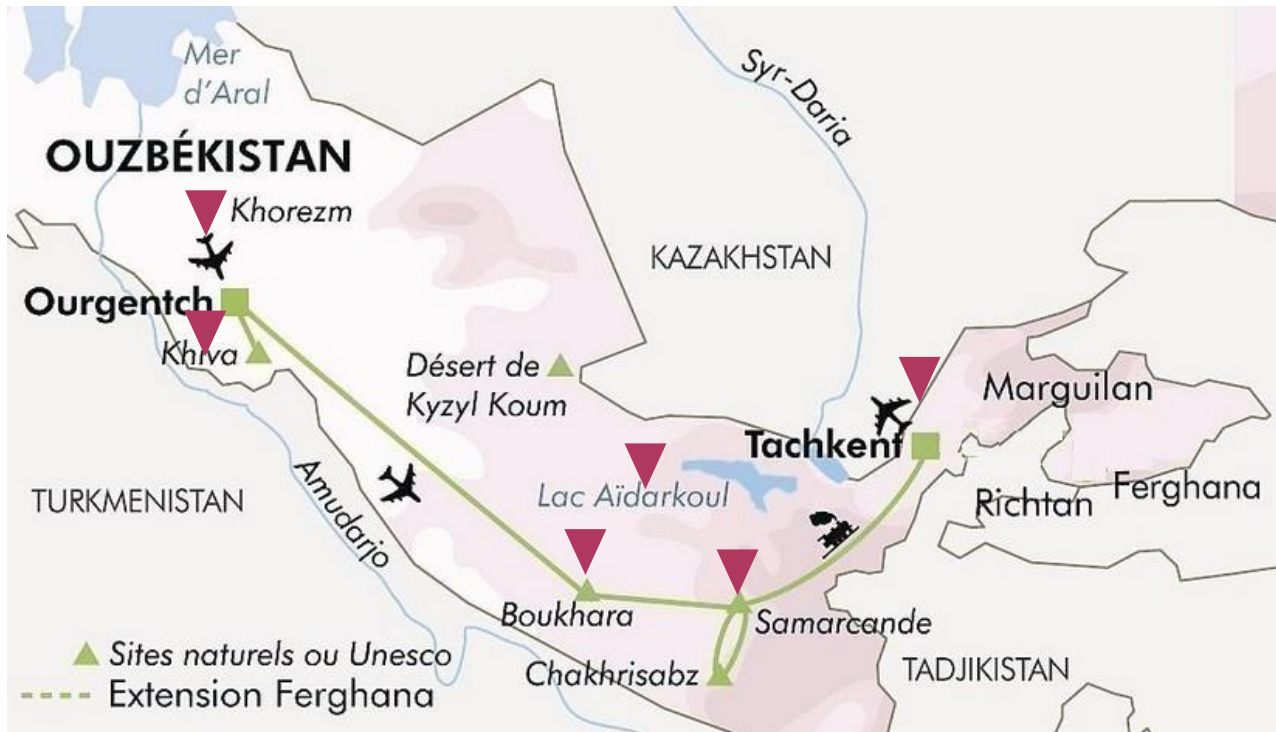 Mer
d'Aral
Syr-Daria
OUZBÉKISTAN
Khorezm
KAZAKHSTAN
Ourgentch
Khiva
Désert de
Kyzyl Koum
Marguilan
Tachkent
Lac Aïdarkoul
TURKMENISTAN
Amudarjo
Richtan
Ferghana
Boukhara
Samarcande
Chakhrisabz
TADJIKISTAN
Sites naturels ou Unesco
Extension Ferghana